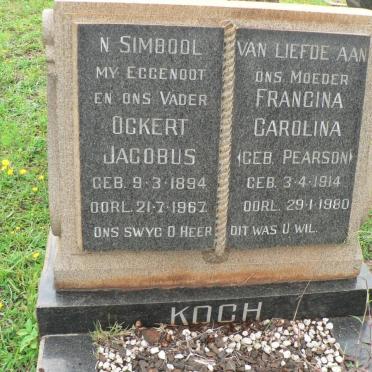 'N SIMBOOL
MY EGGENOOT
EN ONS VADER
OCKERT
JACOBUS
GEB. 9-3-1894
OORL. 21-7-1967.
ONS SWYG O HEER
VAN LIEFDE AAN
ONS MOEDER
FRANCINA
CAROLINA
(GEB. PEARSON)
GEB. 3-4-1914
OORL. 29-1-1980
DIT WAS U WIL.
KOCH